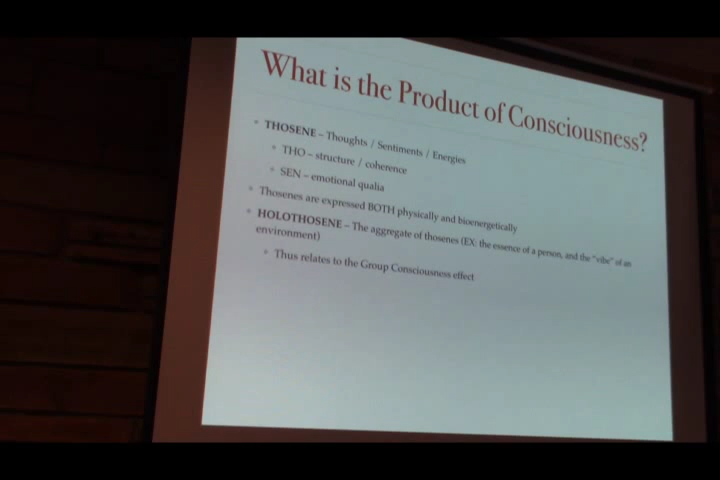 What is the Product of Consciousness?
• THOSENE – Thoughts / Sentiments / Energies
• THO – structure / coherence
• SEN – emotional qualia
• Thosenes are expressed BOTH physically and bioenergetically
• HOLOTHOSENE – The aggregate of thosenes (EX: the essence of a person, and the "vibe" of an
environment)
• Thus relates to the Group Consciousness effect